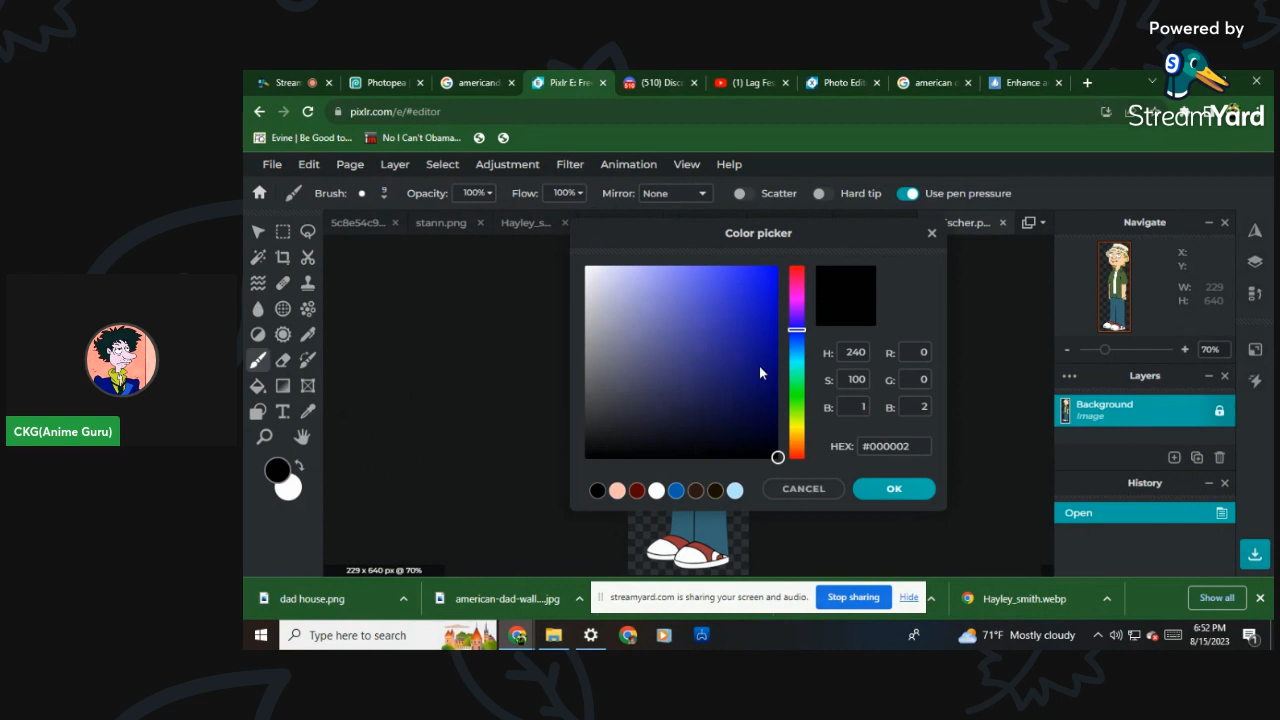 Powered by
StreamYard
Stream
Photopea
americand
Pixlr E: Fre
(510) Disco
(1) Lag Fes
Photo Edit
american c
Enhance a
pixlr.com/e/#editor
Evine | Be Good to...
No I Can't Obama...
File Edit Page Layer Select Adjustment Filter Animation View Help
Brush: 9 Opacity: 100% Flow: 100% Mirror: None Scatter Hard tip Use pen pressure
5c8e54c9...
stann.png
Hayley_s...
ischer.p...
Color picker
H: 240 R: 0
S: 100 G: 0
B: 1 B: 2
HEX: #000002
CANCEL OK
Navigate
X:
Y:
W: 229
H: 640
- + 70%
Layers
Background
Image
History
Open
229 x 640 px @ 70%
CKG(Anime Guru)
dad house.png
american-dad-wall....jpg
streamyard.com is sharing your screen and audio. Stop sharing Hide
Hayley_smith.webp
Show all
Type here to search
71°F Mostly cloudy
6:52 PM
8/15/2023
1